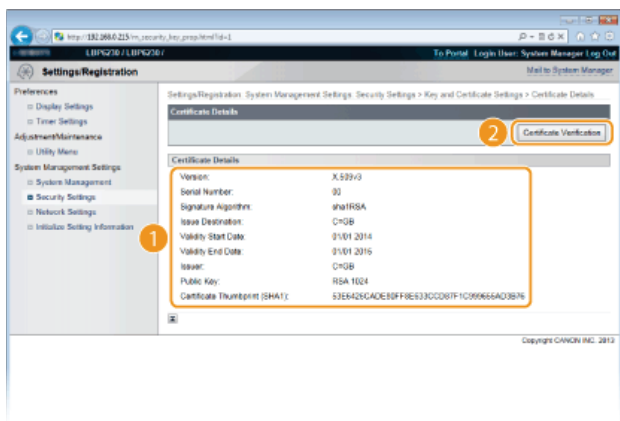 http://192.168.0.215/m_security_key_prop.html?id=1
LBP6230 / LBP6230 /
To Portal Login User: System Manager Log Out
Settings/Registration
Mail to System Manager
Preferences
Display Settings
Timer Settings
Adjustment/Maintenance
Utility Menu
System Management Settings
System Management
Security Settings
Network Settings
Initialize Setting Information
Settings/Registration: System Management Settings: Security Settings > Key and Certificate Settings > Certificate Details
Certificate Details
2
Certificate Verification
Certificate Details
1
Version: X.509v3
Serial Number: 00
Signature Algorithm: sha1RSA
Issue Destination: C=GB
Validity Start Date: 01/01 2014
Validity End Date: 01/01 2016
Issuer: C=GB
Public Key: RSA 1024
Certificate Thumbprint (SHA1):
Copyright CANON INC. 2013